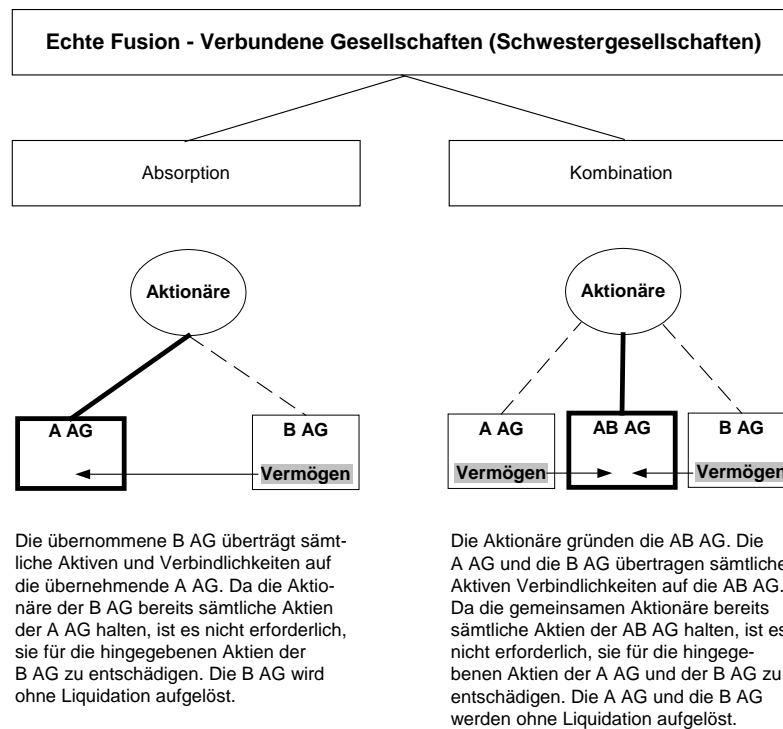 Echte Fusion - Verbundene Gesellschaften (Schwestergesellschaften)
Absorption
Kombination
Aktionäre
Aktionäre
A AG
B AG
Vermögen
A AG
AB AG
B AG
Vermögen
Vermögen
Die übernommene B AG überträgt sämt-
liche Aktiven und Verbindlichkeiten auf
die übernehmende A AG. Da die Aktio-
näre der B AG bereits sämtliche Aktien
der A AG halten, ist es nicht erforderlich,
sie für die hingegebenen Aktien der
B AG zu entschädigen. Die B AG wird
ohne Liquidation aufgelöst.
Die Aktionäre gründen die AB AG. Die
A AG und die B AG übertragen sämtliche
Aktiven Verbindlichkeiten auf die AB AG.
Da die gemeinsamen Aktionäre bereits
sämtliche Aktien der AB AG halten, ist es
nicht erforderlich, sie für die hingege-
benen Aktien der A AG und der B AG zu
entschädigen. Die A AG und die B AG
werden ohne Liquidation aufgelöst.